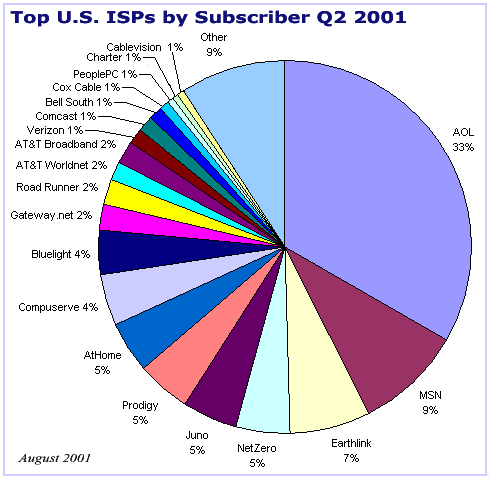 Top U.S. ISPs by Subscriber Q2 2001
Cablevision 1%
Charter 1%
PeoplePC 1%
Cox Cable 1%
Bell South 1%
Comcast 1%
Verizon 1%
AT&T Broadband 2%
AT&T Worldnet 2%
Road Runner 2%
Gateway.net 2%
Bluelight 4%
Compuserve 4%
AtHome
5%
Prodigy
5%
Juno
5%
NetZero
5%
Earthlink
7%
MSN
9%
AOL
33%
Other
9%
August 2001